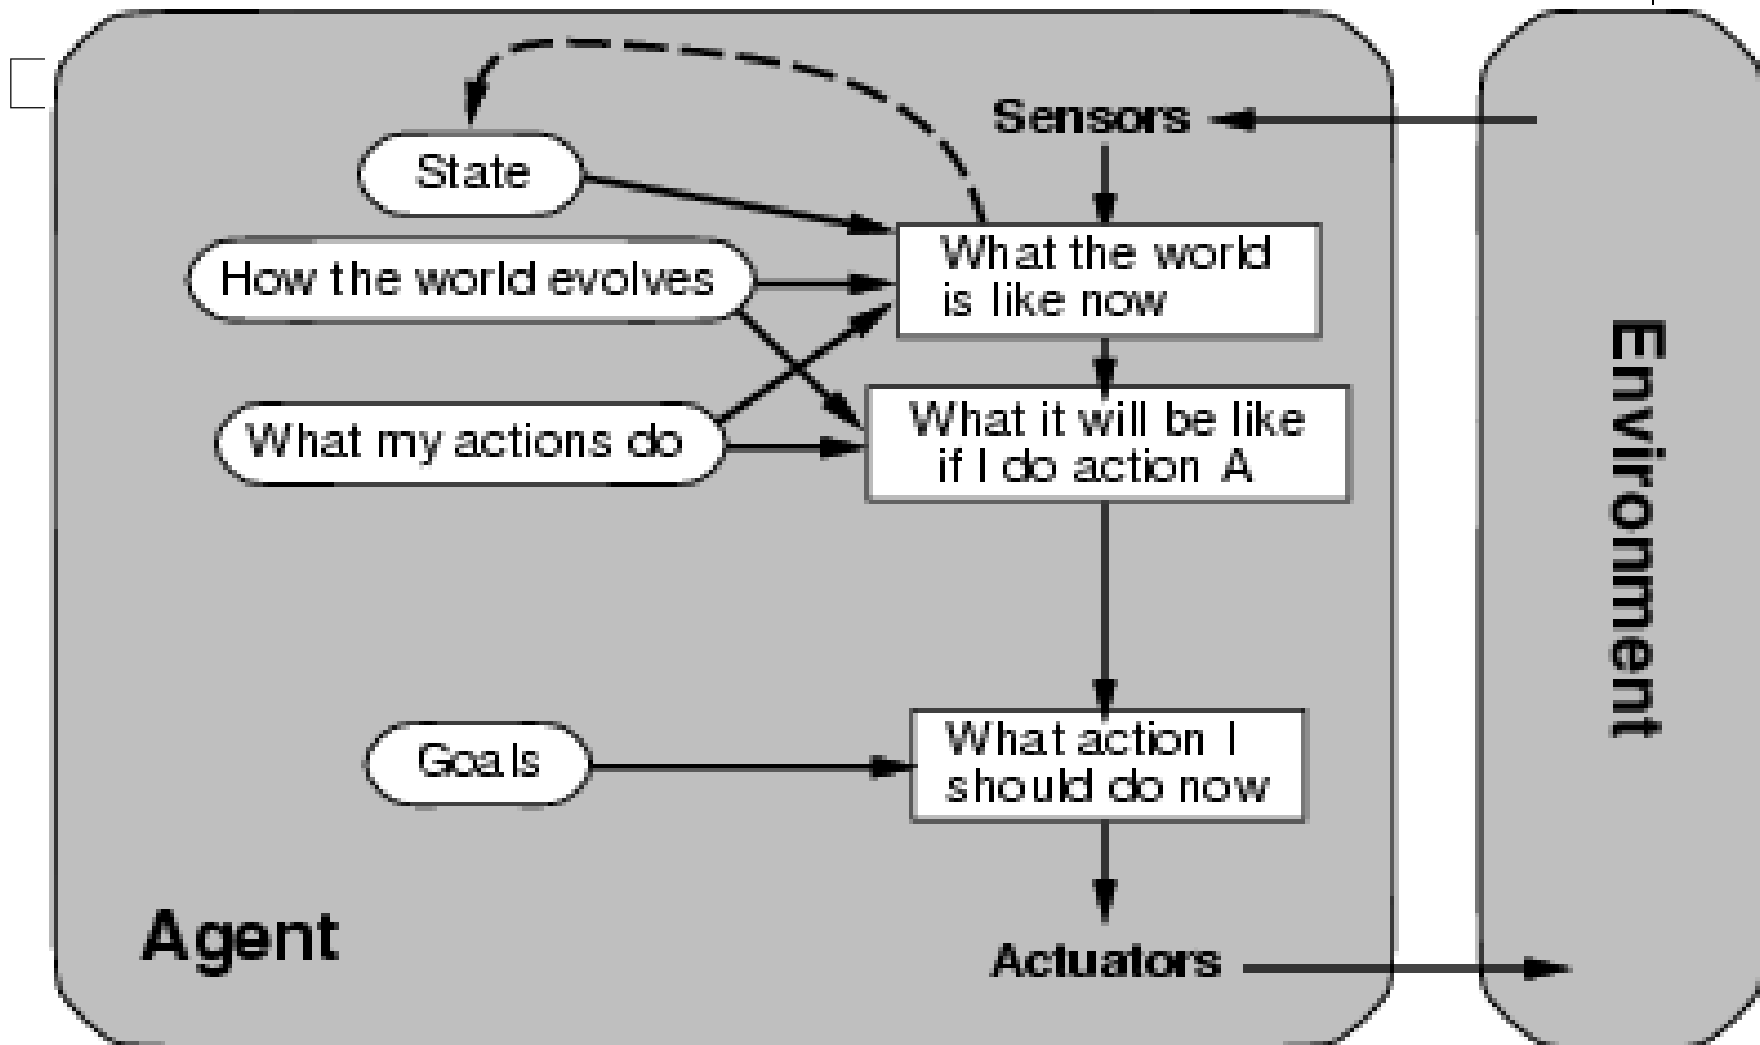 Sensors
State
What the world
is like now
How the world evolves
What it will be like
if I do action A
What my actions do
What action I
should do now
Goals
Agent
Actuators
Environment